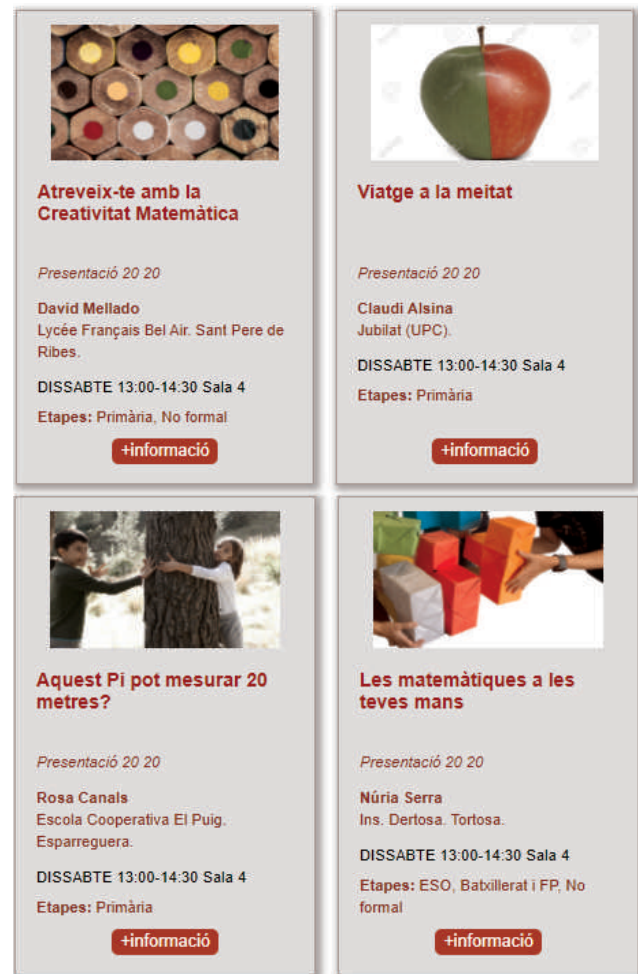 Atreveix-te amb la
Creativitat Matemàtica
Presentació 20 20
David Mellado
Lycée Français Bel Air. Sant Pere de
Ribes.
DISSABTE 13:00-14:30 Sala 4
Etapes: Primària, No formal
+informació
Viatge a la meitat
Presentació 20 20
Claudi Alsina
Jubilat (UPC).
DISSABTE 13:00-14:30 Sala 4
Etapes: Primària
+informació
Aquest Pi pot mesurar 20
metres?
Presentació 20 20
Rosa Canals
Escola Cooperativa El Puig.
Esparreguera.
DISSABTE 13:00-14:30 Sala 4
Etapes: Primària
+informació
Les matemàtiques a les
teves mans
Presentació 20 20
Núria Serra
Ins. Dertosa. Tortosa.
DISSABTE 13:00-14:30 Sala 4
Etapes: ESO, Batxillerat i FP, No
formal
+informació